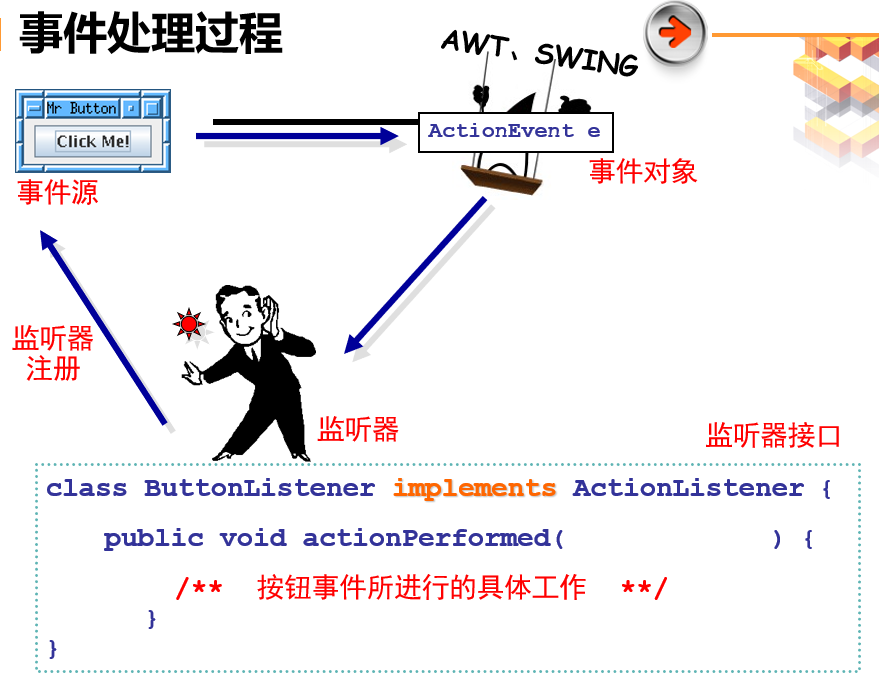 事件处理过程
AWT、SWING
Mr Button
Click Me!
ActionEvent e
事件源
事件对象
监听器
注册
监听器
监听器接口
class ButtonListener implements ActionListener {
public void actionPerformed( ) {
/** 按钮事件所进行的具体工作 **/
}
}